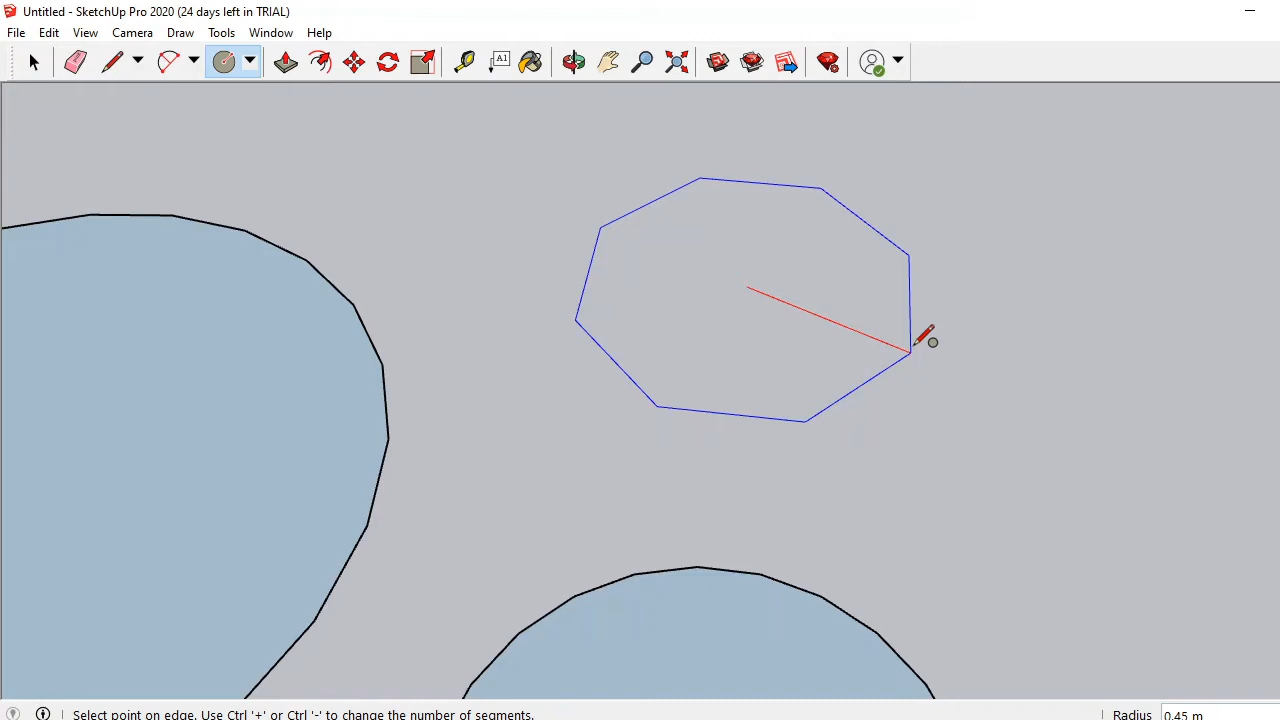 Untitled - SketchUp Pro 2020 (24 days left in TRIAL)
File Edit View Camera Draw Tools Window Help
A1
Select point on edge. Use Ctrl '+' or Ctrl '-' to change the number of segments. Radius 0.45 m